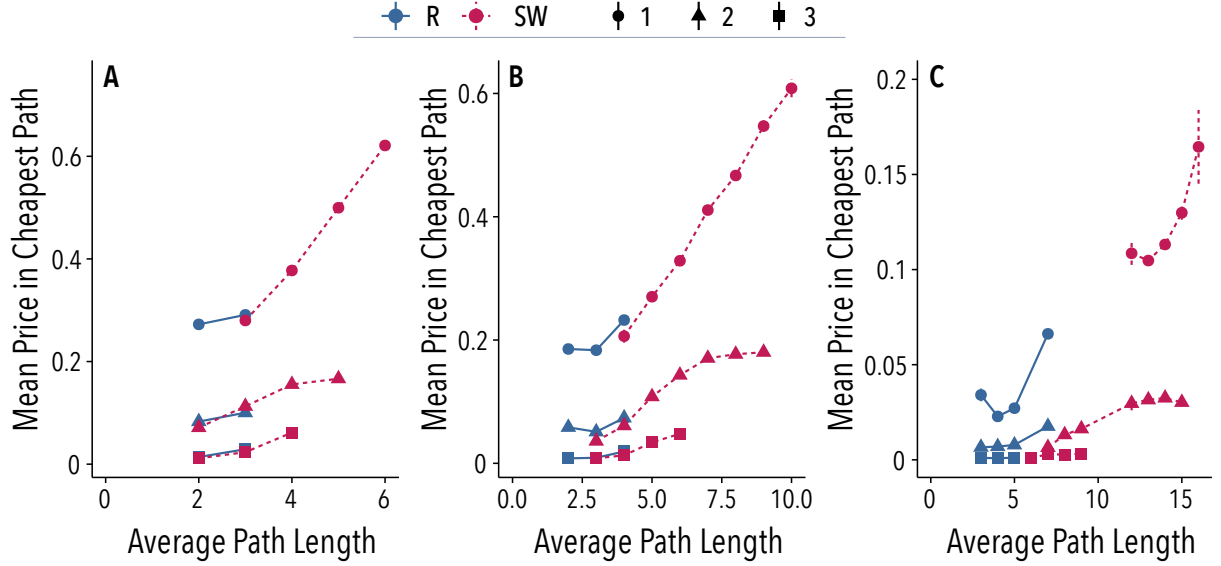 R SW 1 2 3
A
Mean Price in Cheapest Path
0.6
0.4
0.2
0
0 2 4 6
Average Path Length
B
Mean Price in Cheapest Path
0.6
0.4
0.2
0
0.0 2.5 5.0 7.5 10.0
Average Path Length
C
Mean Price in Cheapest Path
0.2
0.15
0.1
0.05
0
0 5 10 15
Average Path Length